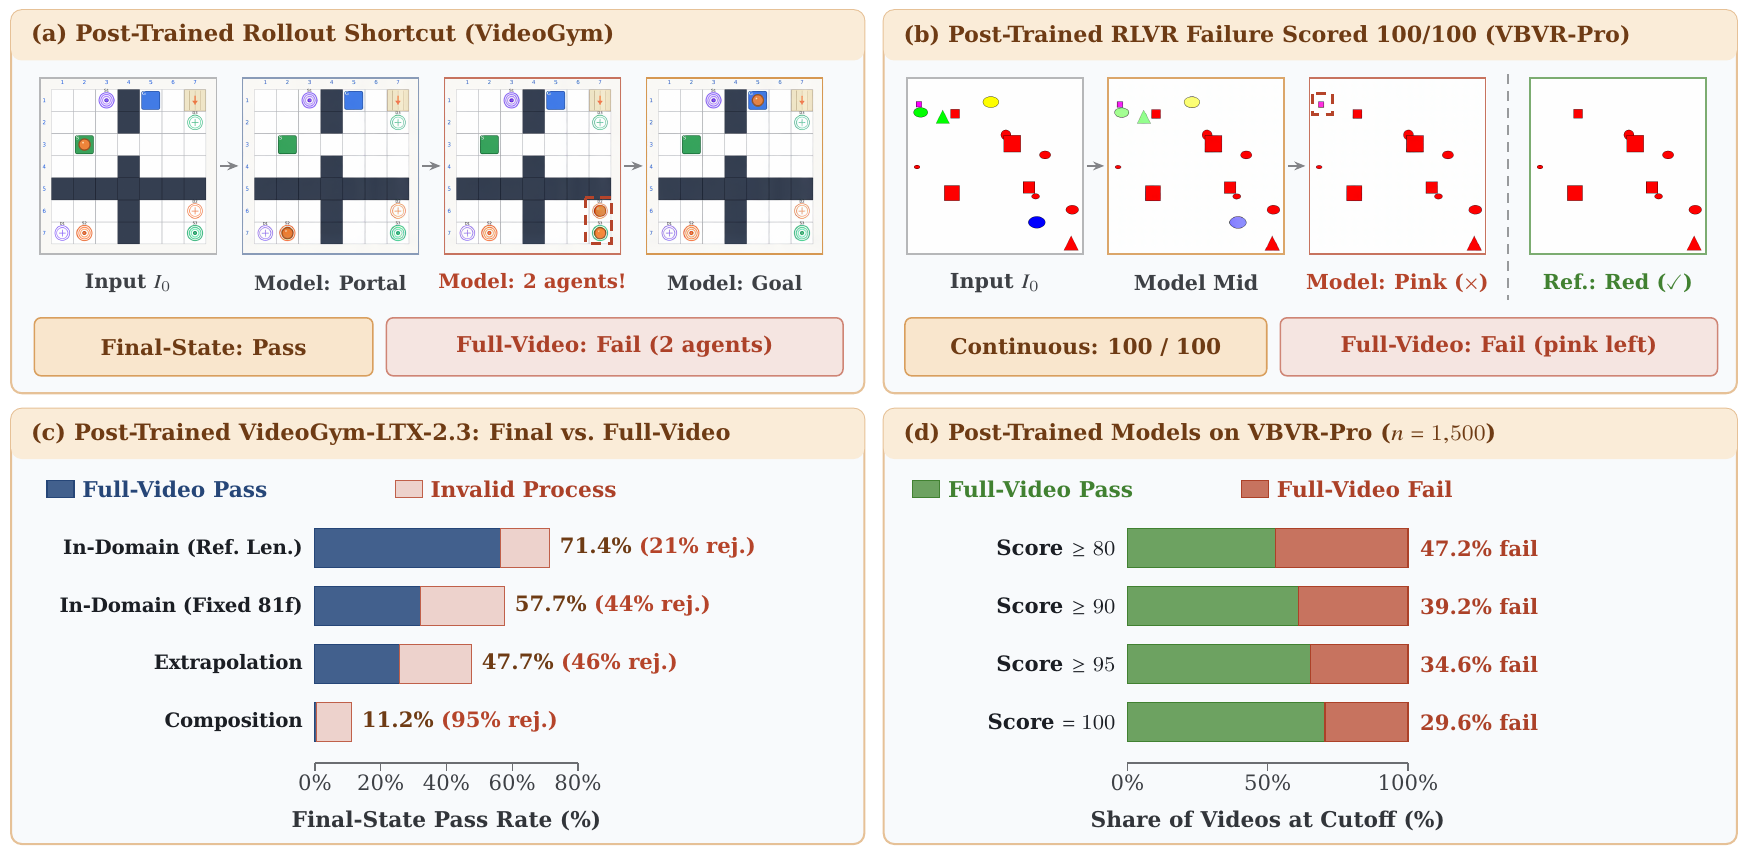 (a) Post-Trained Rollout Shortcut (VideoGym)
Input I₀
Model: Portal
Model: 2 agents!
Model: Goal
Final-State: Pass
Full-Video: Fail (2 agents)
(b) Post-Trained RLVR Failure Scored 100/100 (VBVR-Pro)
Input I₀
Model Mid
Model: Pink (×)
Ref.: Red (✓)
Continuous: 100 / 100
Full-Video: Fail (pink left)
(c) Post-Trained VideoGym-LTX-2.3: Final vs. Full-Video
Full-Video Pass
Invalid Process
In-Domain (Ref. Len.)
71.4% (21% rej.)
In-Domain (Fixed 81f)
57.7% (44% rej.)
Extrapolation
47.7% (46% rej.)
Composition
11.2% (95% rej.)
0% 20% 40% 60% 80%
Final-State Pass Rate (%)
(d) Post-Trained Models on VBVR-Pro (n = 1,500)
Full-Video Pass
Full-Video Fail
Score ≥ 80
47.2% fail
Score ≥ 90
39.2% fail
Score ≥ 95
34.6% fail
Score = 100
29.6% fail
0% 50% 100%
Share of Videos at Cutoff (%)